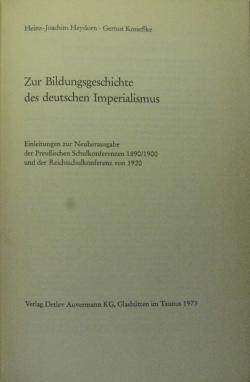 Heinz-Joachim Heydorn · Gernot Koneffke
Zur Bildungsgeschichte
des deutschen Imperialismus
Einleitungen zur Neuherausgabe
der Preußischen Schulkonferenzen 1890/1900
und der Reichsschulkonferenz von 1920
Verlag Detlev Auvermann KG, Glashütten im Taunus 1973